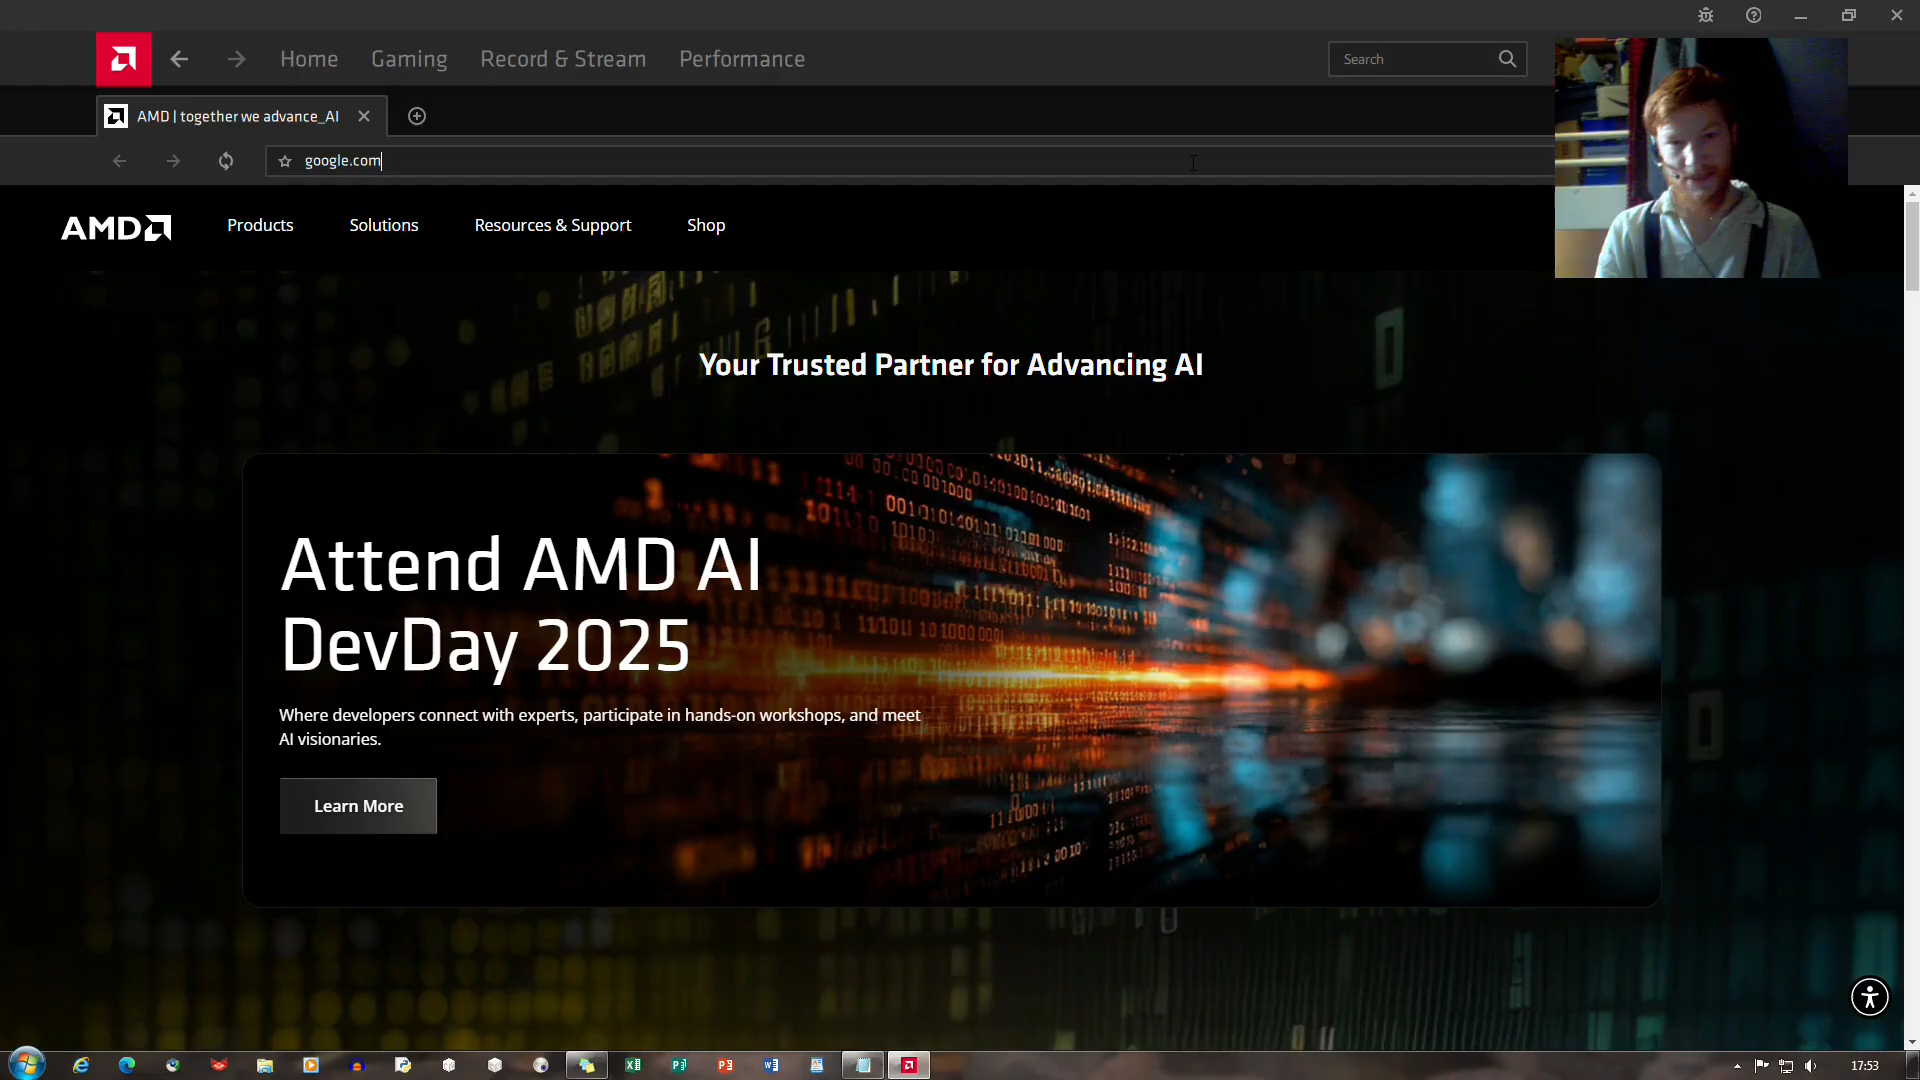 Home Gaming Record & Stream Performance Search
AMD | together we advance_AI
google.com
AMD Products Solutions Resources & Support Shop
Your Trusted Partner for Advancing AI
Attend AMD AI
DevDay 2025
Where developers connect with experts, participate in hands-on workshops, and meet
AI visionaries.
Learn More
17:53